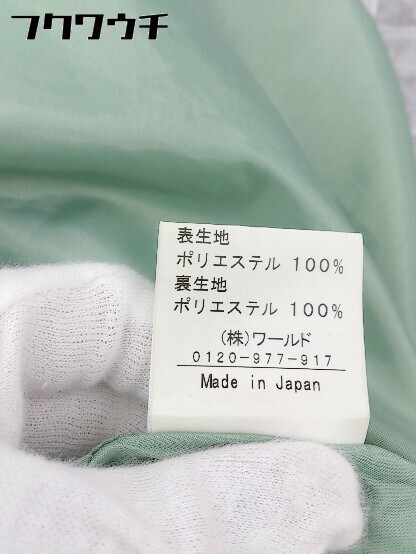 フクワウチ
表生地
ポリエステル 100%
裏生地
ポリエステル 100%
(株)ワールド
0120-977-917
Made in Japan